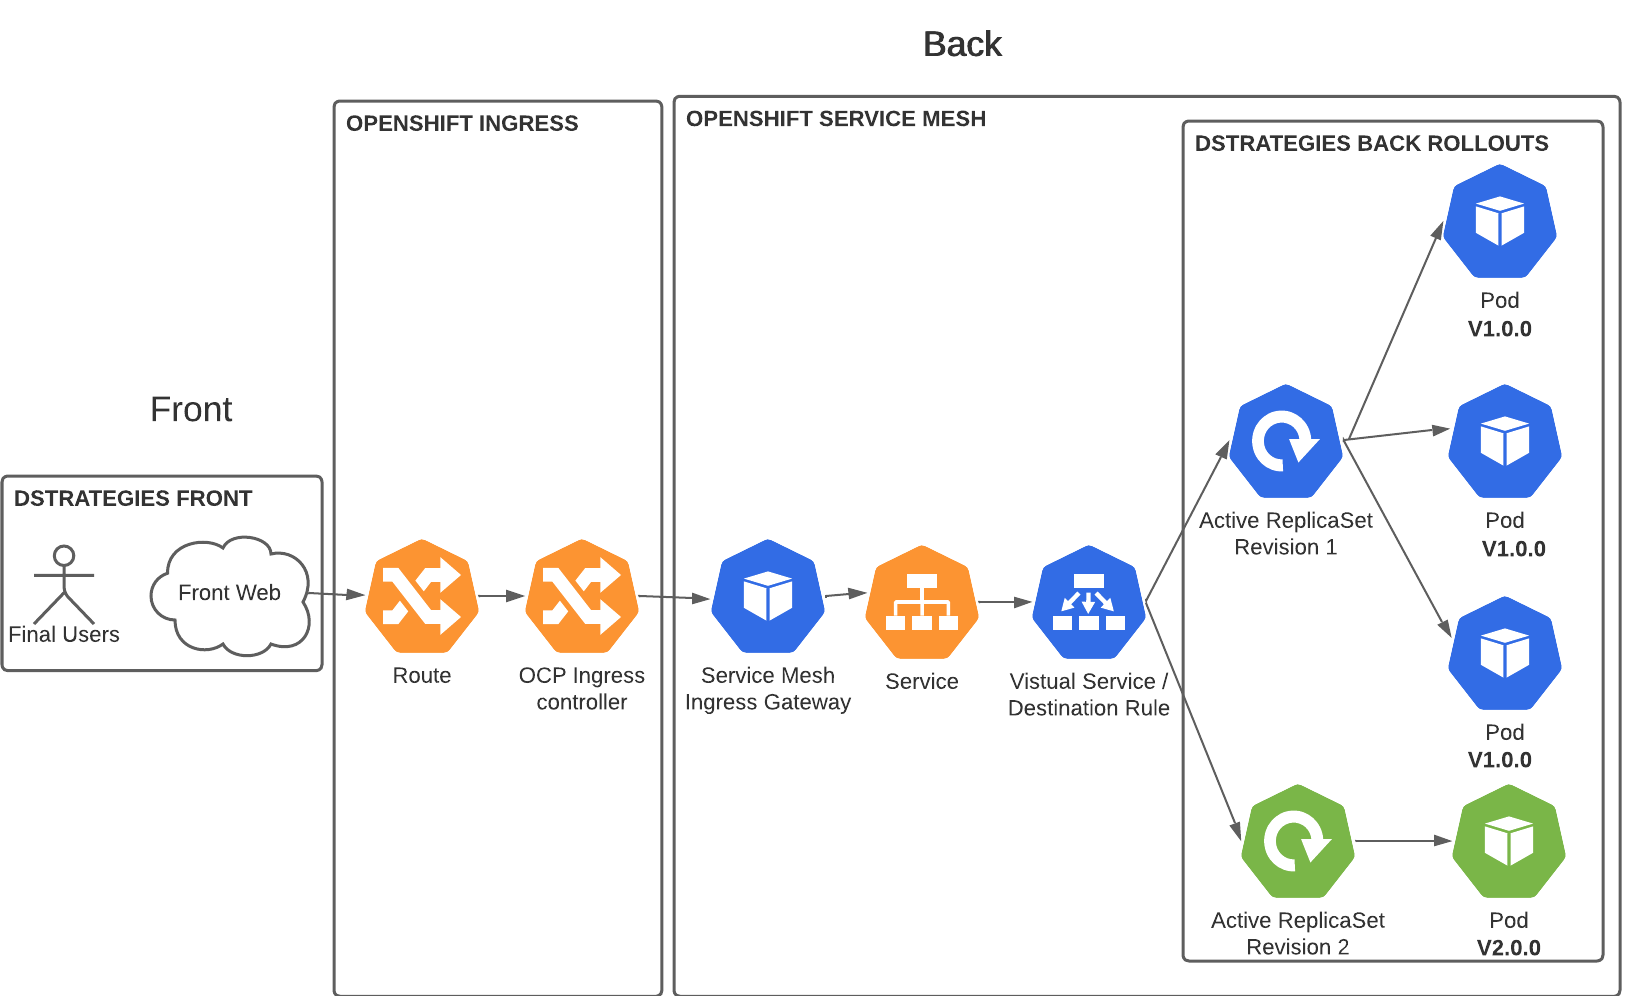 Back
Front
OPENSHIFT INGRESS
OPENSHIFT SERVICE MESH
DSTRATEGIES BACK ROLLOUTS
DSTRATEGIES FRONT
Final Users
Front Web
Route
OCP Ingress
controller
Service Mesh
Ingress Gateway
Service
Vistual Service /
Destination Rule
Active ReplicaSet
Revision 1
Pod
V1.0.0
Pod
V1.0.0
Pod
V1.0.0
Active ReplicaSet
Revision 2
Pod
V2.0.0